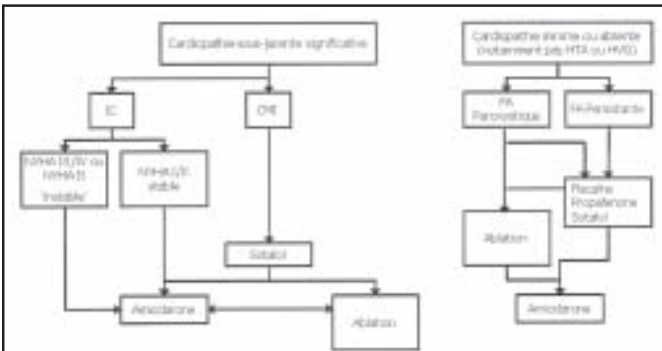 Cardiopathie sous-jacente significative
IC
CMI
NYHA III/IV ou
NYHA II
'instable'
NYHA I/II
stable
Sotalol
Amiodarone
Ablation
Cardiopathie minime ou absente
(notamment pas HTA ou HVG)
FA
Paroxystique
FA Persistante
Flécaïne
Propafenone
Sotalol
Ablation
Amiodarone